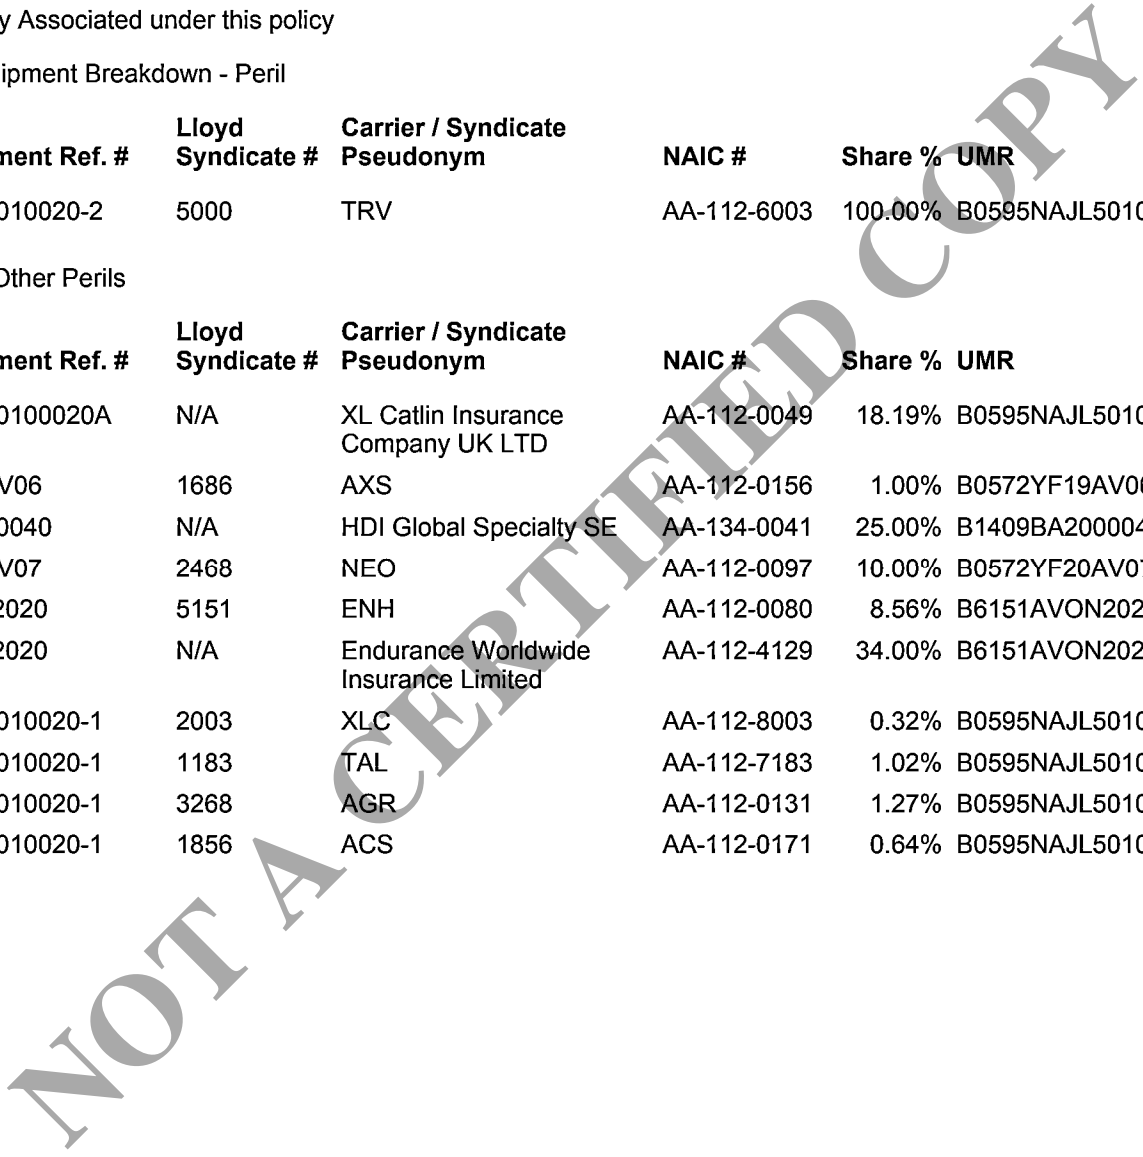 y Associated under this policy
ipment Breakdown - Peril
Lloyd Carrier / Syndicate
ment Ref. # Syndicate # Pseudonym NAIC # Share % UMR
010020-2 5000 TRV AA-112-6003 100.00% B0595NAJL5010
Other Perils
Lloyd Carrier / Syndicate
ment Ref. # Syndicate # Pseudonym NAIC # Share % UMR
0100020A N/A XL Catlin Insurance AA-112-0049 18.19% B0595NAJL5010
Company UK LTD
V06 1686 AXS AA-112-0156 1.00% B0572YF19AV06
0040 N/A HDI Global Specialty SE AA-134-0041 25.00% B1409BA200004
V07 2468 NEO AA-112-0097 10.00% B0572YF20AV07
2020 5151 ENH AA-112-0080 8.56% B6151AVON202
2020 N/A Endurance Worldwide AA-112-4129 34.00% B6151AVON202
Insurance Limited
010020-1 2003 XLC AA-112-8003 0.32% B0595NAJL5010
010020-1 1183 TAL AA-112-7183 1.02% B0595NAJL5010
010020-1 3268 AGR AA-112-0131 1.27% B0595NAJL5010
010020-1 1856 ACS AA-112-0171 0.64% B0595NAJL5010
NOT A CERTIFIED COPY